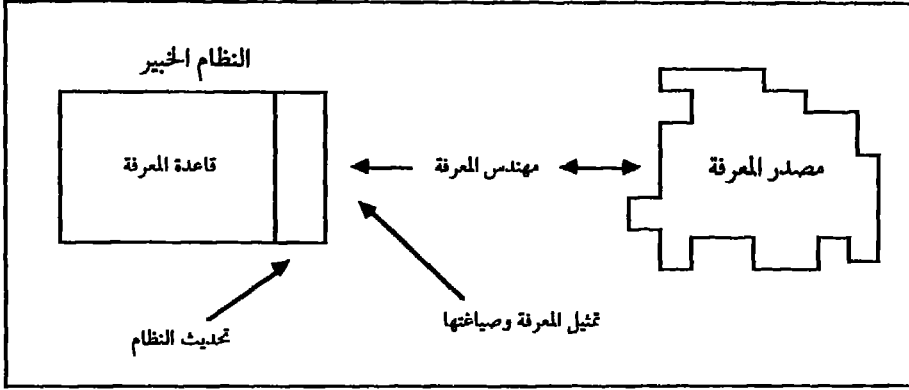 النظام الخبير
مصدر المعرفة
مهندس المعرفة
قاعدة المعرفة
تمثيل المعرفة وصياغتها
تحديث النظام